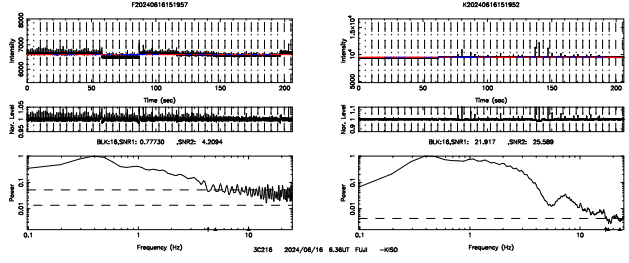 F20240616151957
K20240616151952
Intensity
6000
7000
8000
0
50
100
150
200
Time (sec)
Intensity
5000
10⁴
1.5×10⁴
0
50
100
150
200
Time (sec)
Nor. Level
0.95
1
1.05
Nor. Level
0.9
1
1.1
BLK:16,SNR1: 0.77730 ,SNR2: 4.2094
BLK:16,SNR1: 21.917 ,SNR2: 25.589
Power
1
0.1
0.01
0.1
1
10
Frequency (Hz)
Power
1
0.1
0.01
0.1
1
10
Frequency (Hz)
3C216 2024/06/16 6.36UT FUJI -KISO